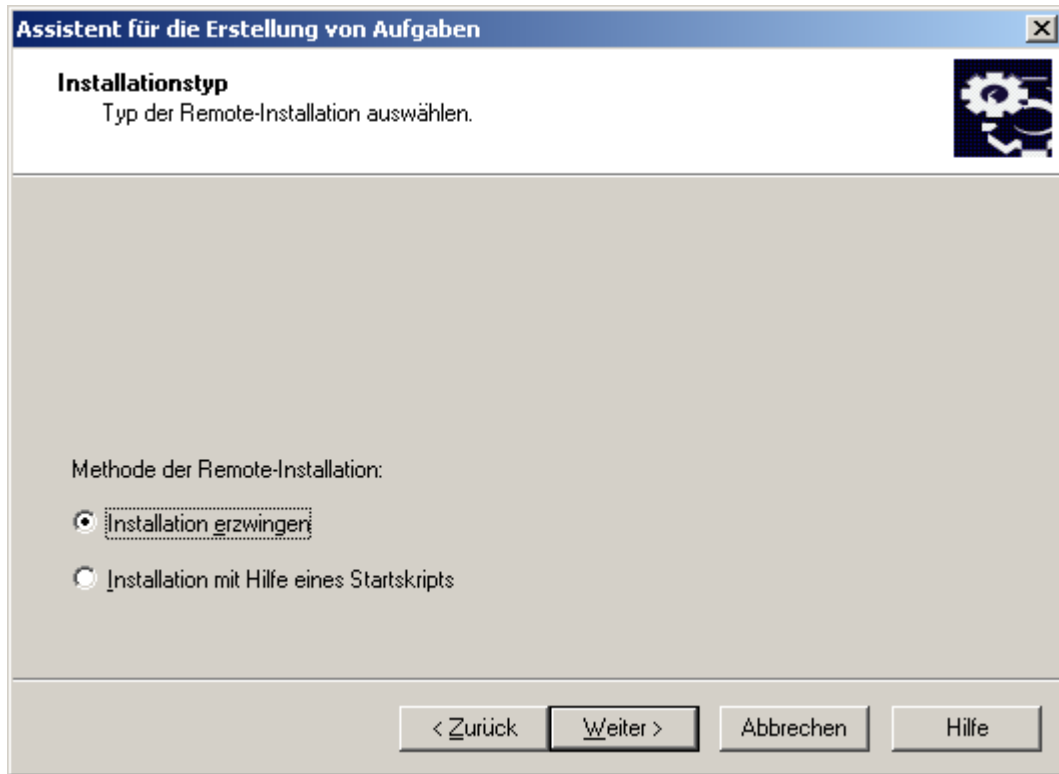 Assistent für die Erstellung von Aufgaben
Installationstyp
Typ der Remote-Installation auswählen.
Methode der Remote-Installation:
Installation erzwingen
Installation mit Hilfe eines Startskripts
< Zurück Weiter > Abbrechen Hilfe